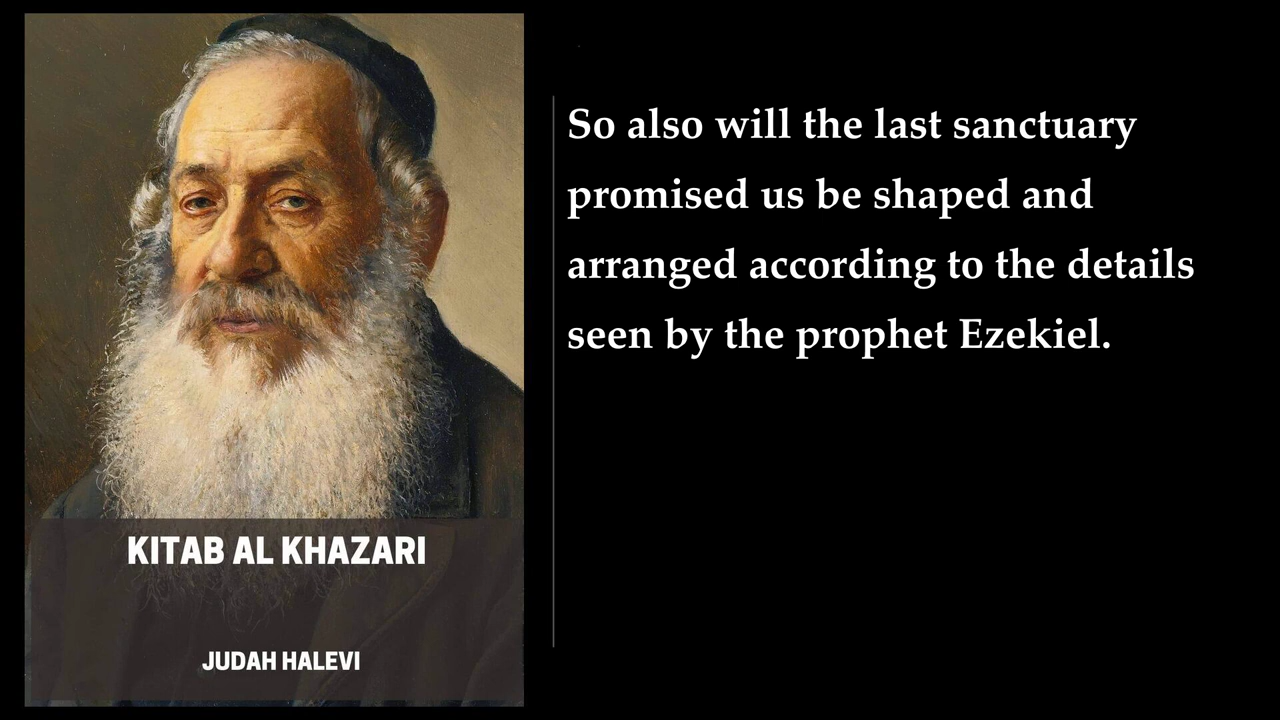 KITAB AL KHAZARI
JUDAH HALEVI
So also will the last sanctuary
promised us be shaped and
arranged according to the details
seen by the prophet Ezekiel.